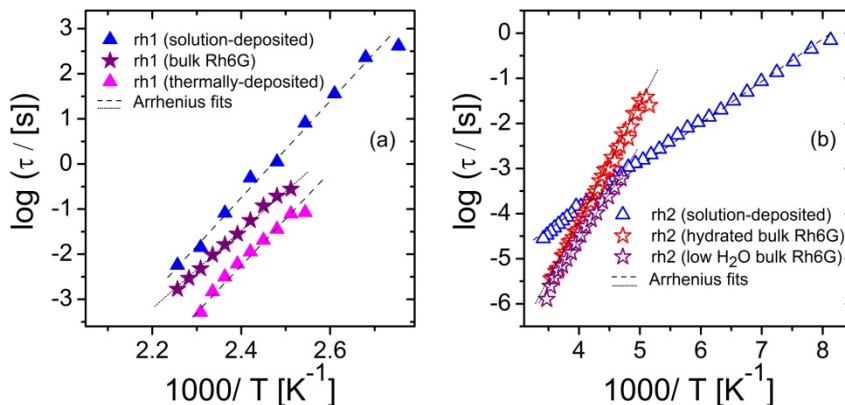 3
2
1
0
-1
-2
-3
log (τ / [s])
2.2
2.4
2.6
1000/ T [K⁻¹]
rh1 (solution-deposited)
rh1 (bulk Rh6G)
rh1 (thermally-deposited)
Arrhenius fits
(a)
0
-1
-2
-3
-4
-5
-6
log (τ / [s])
4
5
6
7
8
1000/ T [K⁻¹]
(b)
rh2 (solution-deposited)
rh2 (hydrated bulk Rh6G)
rh2 (low H₂O bulk Rh6G)
Arrhenius fits